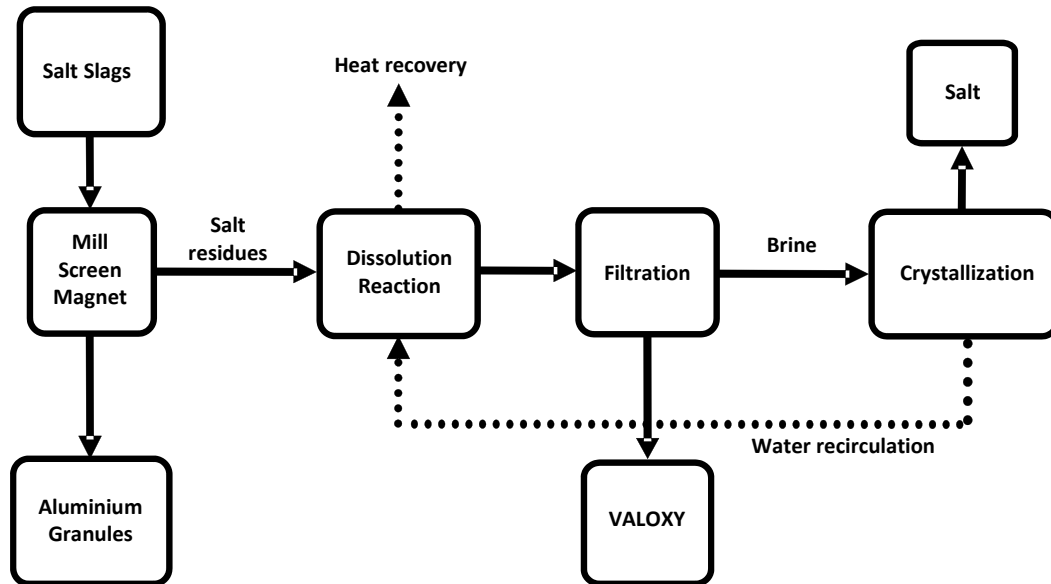 Salt Slags
Heat recovery
Salt
Mill
Screen
Magnet
Salt
residues
Dissolution
Reaction
Filtration
Brine
Crystallization
Water recirculation
Aluminium
Granules
VALOXY